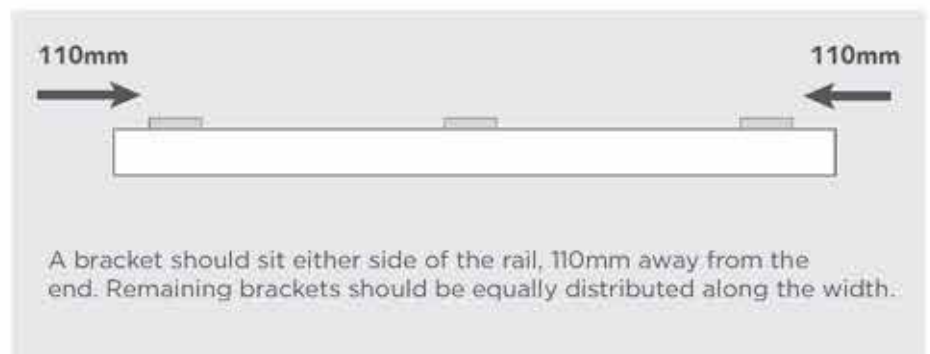 110mm 110mm
A bracket should sit either side of the rail, 110mm away from the
end. Remaining brackets should be equally distributed along the width.